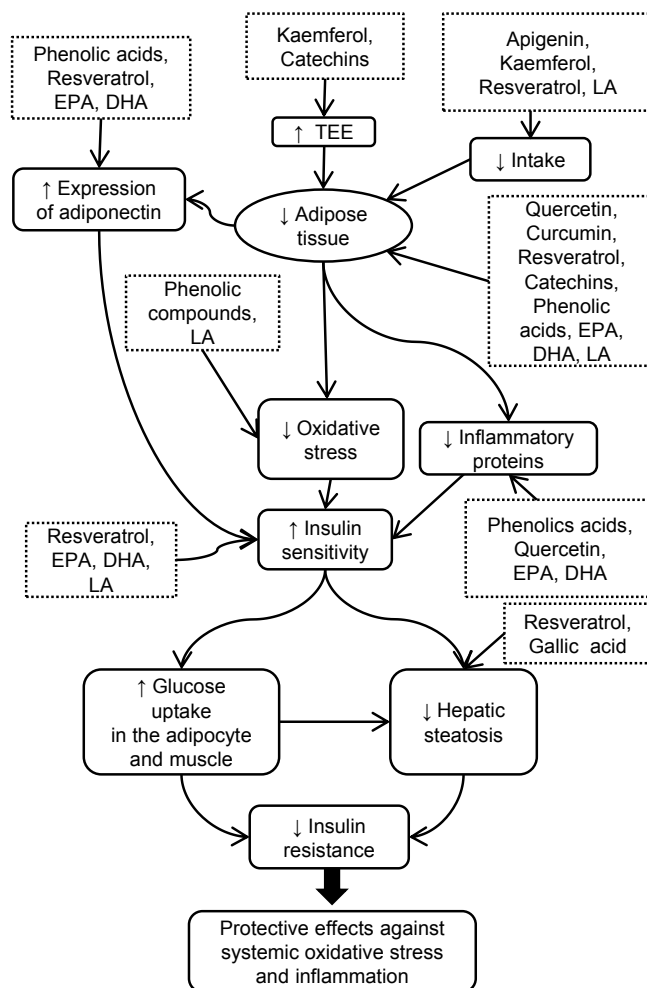 Phenolic acids,
Resveratrol,
EPA, DHA
Kaemferol,
Catechins
Apigenin,
Kaemferol,
Resveratrol, LA
↑ TEE
↓ Intake
↑ Expression
of adiponectin
↓ Adipose
tissue
Quercetin,
Curcumin,
Resveratrol,
Catechins,
Phenolic
acids, EPA,
DHA, LA
Phenolic
compounds,
LA
↓ Oxidative
stress
↓ Inflammatory
proteins
Resveratrol,
EPA, DHA,
LA
↑ Insulin
sensitivity
Phenolics acids,
Quercetin,
EPA, DHA
Resveratrol,
Gallic acid
↑ Glucose
uptake
in the adipocyte
and muscle
↓ Hepatic
steatosis
↓ Insulin
resistance
Protective effects against
systemic oxidative stress
and inflammation